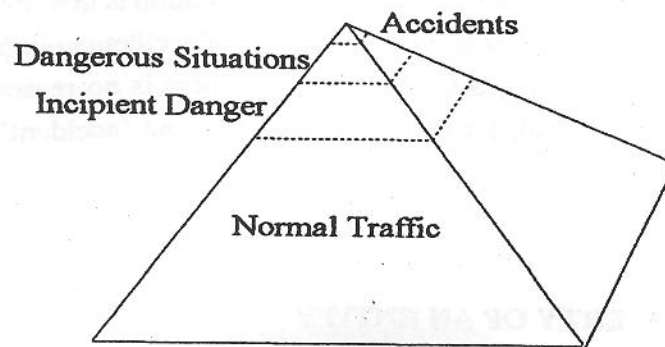 Accidents
Dangerous Situations
Incipient Danger
Normal Traffic